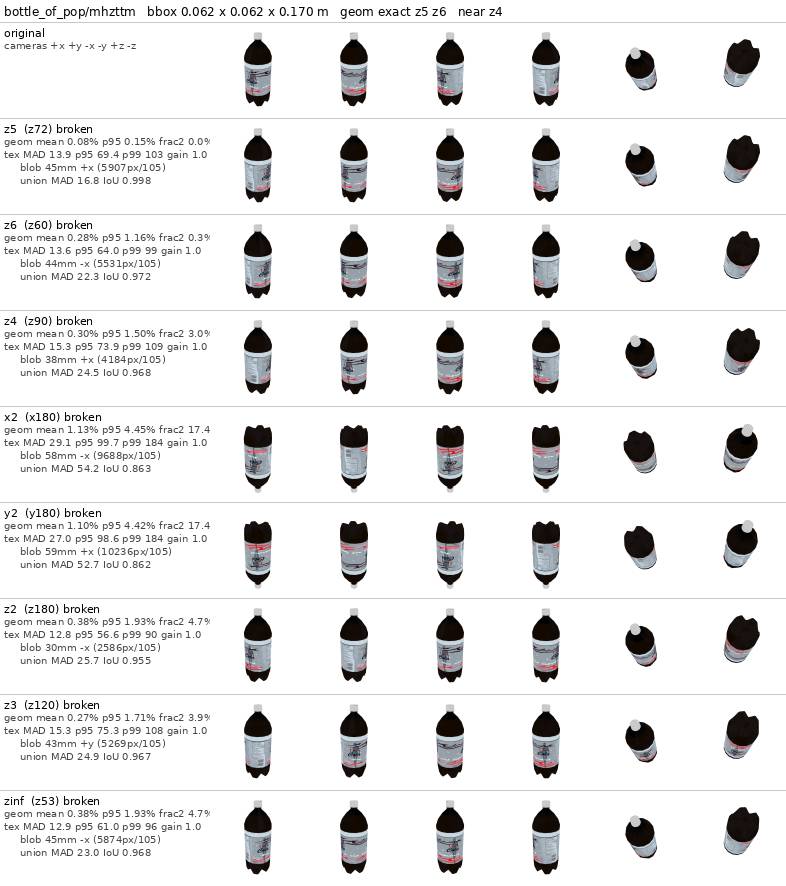 bottle_of_pop/mhzttm bbox 0.062 x 0.062 x 0.170 m geom exact z5 z6 near z4
original
cameras +x +y -x -y +z -z
z5 (z72) broken
geom mean 0.08% p95 0.15% frac2 0.0%
tex MAD 13.9 p95 69.4 p99 103 gain 1.0
blob 45mm +x (5907px/105)
union MAD 16.8 IoU 0.998
z6 (z60) broken
geom mean 0.28% p95 1.16% frac2 0.3%
tex MAD 13.6 p95 64.0 p99 99 gain 1.0
blob 44mm -x (5531px/105)
union MAD 22.3 IoU 0.972
z4 (z90) broken
geom mean 0.30% p95 1.50% frac2 3.0%
tex MAD 15.3 p95 73.9 p99 109 gain 1.0
blob 38mm +x (4184px/105)
union MAD 24.5 IoU 0.968
x2 (x180) broken
geom mean 1.13% p95 4.45% frac2 17.4
tex MAD 29.1 p95 99.7 p99 184 gain 1.0
blob 58mm -x (9688px/105)
union MAD 54.2 IoU 0.863
y2 (y180) broken
geom mean 1.10% p95 4.42% frac2 17.4
tex MAD 27.0 p95 98.6 p99 184 gain 1.0
blob 59mm +x (10236px/105)
union MAD 52.7 IoU 0.862
z2 (z180) broken
geom mean 0.38% p95 1.93% frac2 4.7%
tex MAD 12.8 p95 56.6 p99 90 gain 1.0
blob 30mm -x (2586px/105)
union MAD 25.7 IoU 0.955
z3 (z120) broken
geom mean 0.27% p95 1.71% frac2 3.9%
tex MAD 15.3 p95 75.3 p99 108 gain 1.0
blob 43mm +y (5269px/105)
union MAD 24.9 IoU 0.967
zinf (z53) broken
geom mean 0.38% p95 1.93% frac2 4.7%
tex MAD 12.9 p95 61.0 p99 96 gain 1.0
blob 45mm -x (5874px/105)
union MAD 23.0 IoU 0.968